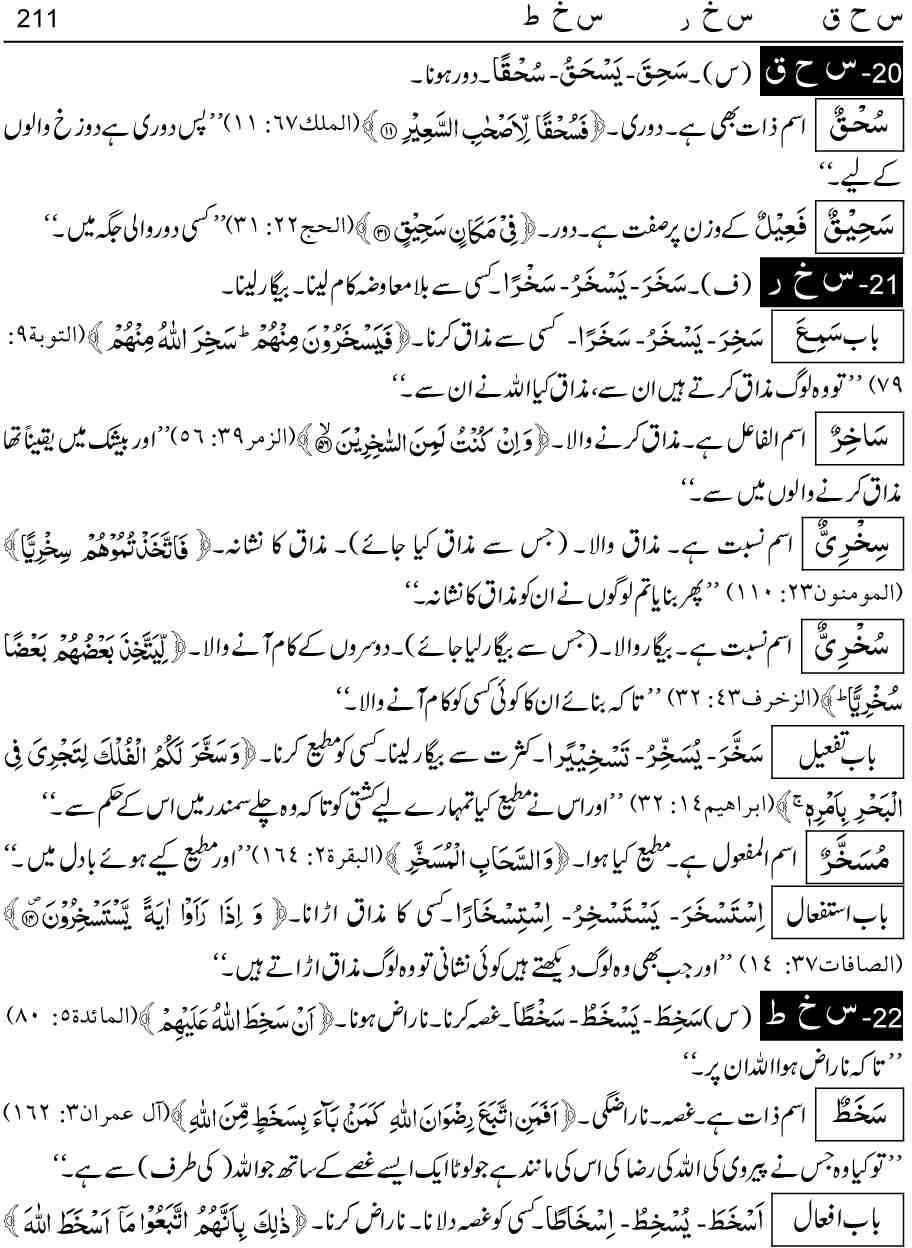 س ح ق س خ ر س خ ط 211
20- س ح ق (س)۔ سَحِقَ- يَسْحَقُ- سُحْقًا۔ دور ہونا۔
سُحْقٌ اسم ذات بھی ہے۔ دوری۔ ﴿فَسُحْقًا لِّاَصْحٰبِ السَّعِيْرِ ۝۱۱﴾ (الملك٦٧: ١١) ’’پس دوری ہے دوزخ والوں
کے لیے۔‘‘
سَحِيْقٌ فَعِيْلٌ کے وزن پر صفت ہے۔ دور۔ ﴿فِيْ مَكَانٍ سَحِيْقٍ ۝۳۱﴾ (الحج٢٢: ٣١) ’’کسی دور والی جگہ میں۔‘‘
21- س خ ر (ف)۔ سَخَرَ- يَسْخَرُ- سَخْرًا۔ کسی سے بلا معاوضہ کام لینا۔ بیگار لینا۔
باب سَمِعَ سَخِرَ- يَسْخَرُ- سَخَرًا- کسی سے مذاق کرنا۔ ﴿فَيَسْخَرُوْنَ مِنْهُمْ ؕ سَخِرَ اللّٰهُ مِنْهُمْ﴾ (التوبة٩:
٧٩) ’’تو وہ لوگ مذاق کرتے ہیں ان سے، مذاق کیا اللہ نے ان سے۔‘‘
سَاخِرٌ اسم الفاعل ہے۔ مذاق کرنے والا۔ ﴿وَاِنْ كُنْتُ لَمِنَ السّٰخِرِيْنَ ۝۵۶ۙ﴾ (الزمر٣٩: ٥٦) ’’اور بیشک میں یقیناً تھا
مذاق کرنے والوں میں سے۔‘‘
سِخْرِيٌّ اسم نسبت ہے۔ مذاق والا۔ (جس سے مذاق کیا جائے)۔ مذاق کا نشانہ۔ ﴿فَاتَّخَذْتُمُوْهُمْ سِخْرِيًّا﴾
(المومنون٢٣: ١١٠) ’’پھر بنایا تم لوگوں نے ان کو مذاق کا نشانہ۔‘‘
سُخْرِيٌّ اسم نسبت ہے۔ بیگار والا۔ (جس سے بیگار لیا جائے)۔ دوسروں کے کام آنے والا۔ ﴿لِّيَتَّخِذَ بَعْضُهُمْ بَعْضًا
سُخْرِيًّا ؕ﴾ (الزخرف٤٣: ٣٢) ’’تاکہ بنائے ان کا کوئی کسی کو کام آنے والا۔‘‘
باب تفعیل سَخَّرَ- يُسَخِّرُ- تَسْخِيْرًا۔ کثرت سے بیگار لینا۔ کسی کو مطیع کرنا۔ ﴿وَسَخَّرَ لَكُمُ الْفُلْكَ لِتَجْرِيَ فِي
الْبَحْرِ بِاَمْرِهٖ ۚ﴾ (ابراهيم١٤: ٣٢) ’’اور اس نے مطیع کیا تمہارے لیے کشتی کو تاکہ وہ چلے سمندر میں اس کے حکم سے۔‘‘
مُسَخَّرٌ اسم المفعول ہے۔ مطیع کیا ہوا۔ ﴿وَالسَّحَابِ الْمُسَخَّرِ﴾ (البقرة٢: ١٦٤) ’’اور مطیع کیے ہوئے بادل میں۔‘‘
باب استفعال اِسْتَسْخَرَ- يَسْتَسْخِرُ- اِسْتِسْخَارًا۔ کسی کا مذاق اڑانا۔ ﴿وَ اِذَا رَاَوْا اٰيَةً يَّسْتَسْخِرُوْنَ ۝۱۴﴾
(الصافات٣٧: ١٤) ’’اور جب بھی وہ لوگ دیکھتے ہیں کوئی نشانی تو وہ لوگ مذاق اڑاتے ہیں۔‘‘
22- س خ ط (س) سَخِطَ- يَسْخَطُ- سَخْطًا۔ غصہ کرنا۔ ناراض ہونا۔ ﴿اَنْ سَخِطَ اللّٰهُ عَلَيْهِمْ﴾ (المائدة٥: ٨٠)
’’تاکہ ناراض ہوا اللہ ان پر۔‘‘
سَخَطٌ اسم ذات ہے۔ غصہ۔ ناراضگی۔ ﴿اَفَمَنِ اتَّبَعَ رِضْوَانَ اللّٰهِ كَمَنْۢ بَآءَ بِسَخَطٍ مِّنَ اللّٰهِ﴾ (آل عمران٣: ١٦٢)
’’تو کیا وہ جس نے پیروی کی اللہ کی رضا کی اس کی مانند ہے جو لوٹا ایک ایسے غصے کے ساتھ جو اللہ (کی طرف) سے ہے۔‘‘
باب افعال اَسْخَطَ- يُسْخِطُ- اِسْخَاطًا۔ کسی کو غصہ دلانا۔ ناراض کرنا۔ ﴿ذٰلِكَ بِاَنَّهُمُ اتَّبَعُوْا مَآ اَسْخَطَ اللّٰهَ﴾